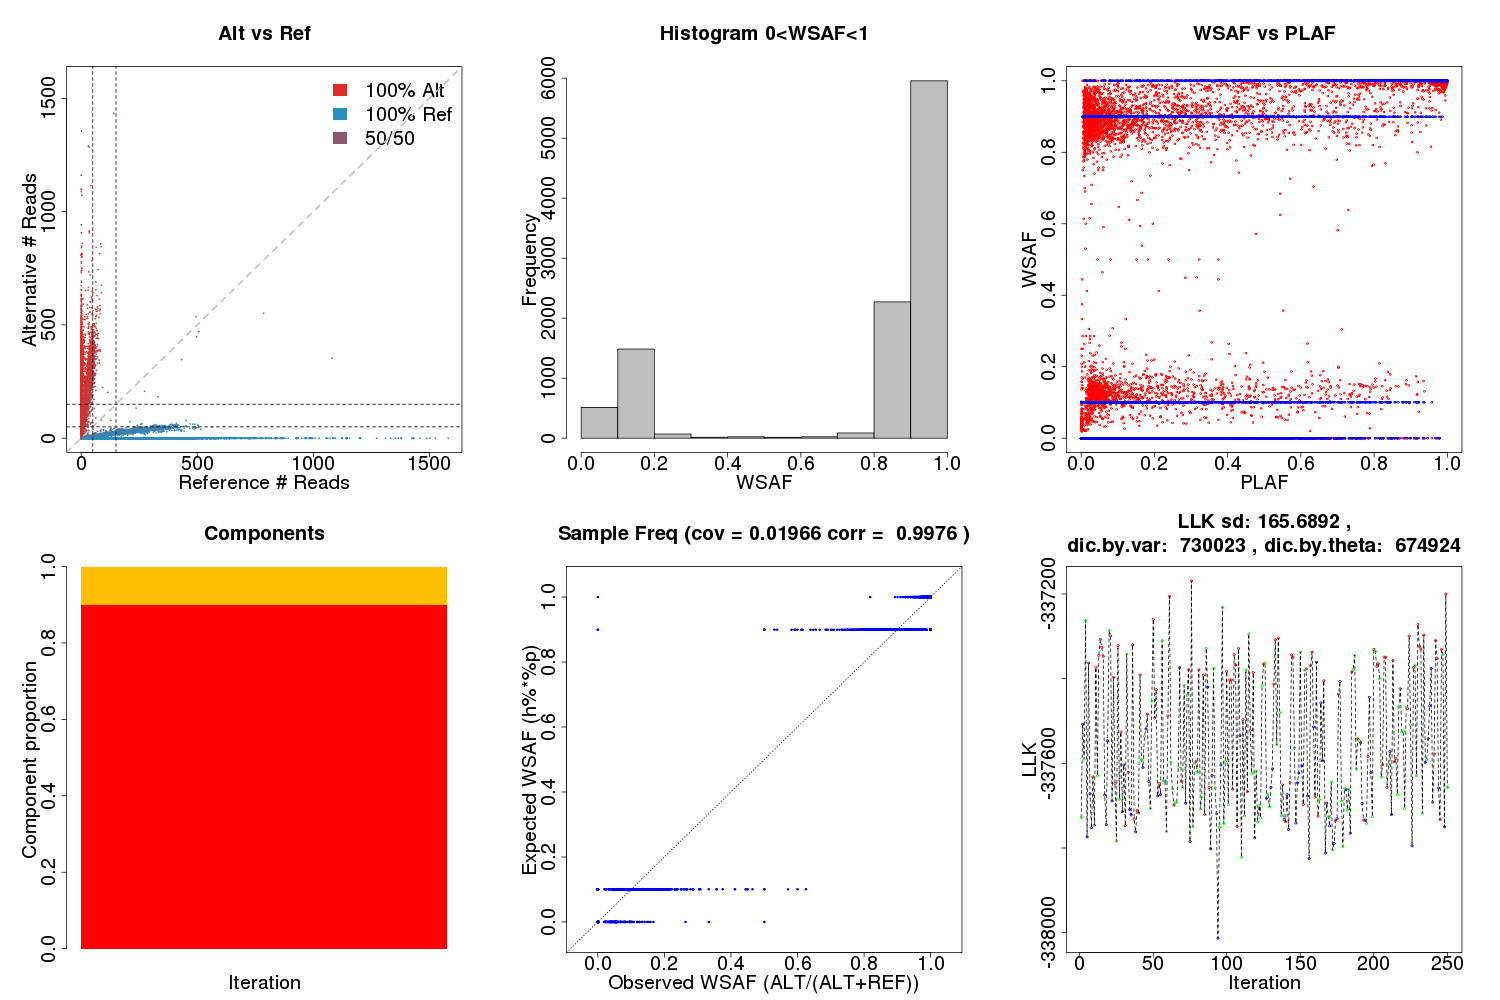 Alt vs Ref
1500
1000
500
0
Alternative # Reads
100% Alt
100% Ref
50/50
0
500
1000
1500
Reference # Reads
Histogram 0<WSAF<1
6000
5000
4000
3000
2000
1000
0
Frequency
0.0
0.2
0.4
0.6
0.8
1.0
WSAF
WSAF vs PLAF
1.0
0.8
0.6
0.4
0.2
0.0
WSAF
0.0
0.2
0.4
0.6
0.8
1.0
PLAF
Components
1.0
0.8
0.6
0.4
0.2
0.0
Component proportion
Iteration
Sample Freq (cov = 0.01966 corr = 0.9976 )
1.0
0.8
0.6
0.4
0.2
0.0
Expected WSAF (h%*%p)
0.0
0.2
0.4
0.6
0.8
1.0
Observed WSAF (ALT/(ALT+REF))
LLK sd: 165.6892 ,
dic.by.var: 730023 , dic.by.theta: 674924
-337200
-337600
-338000
LLK
0
50
100
150
200
250
Iteration